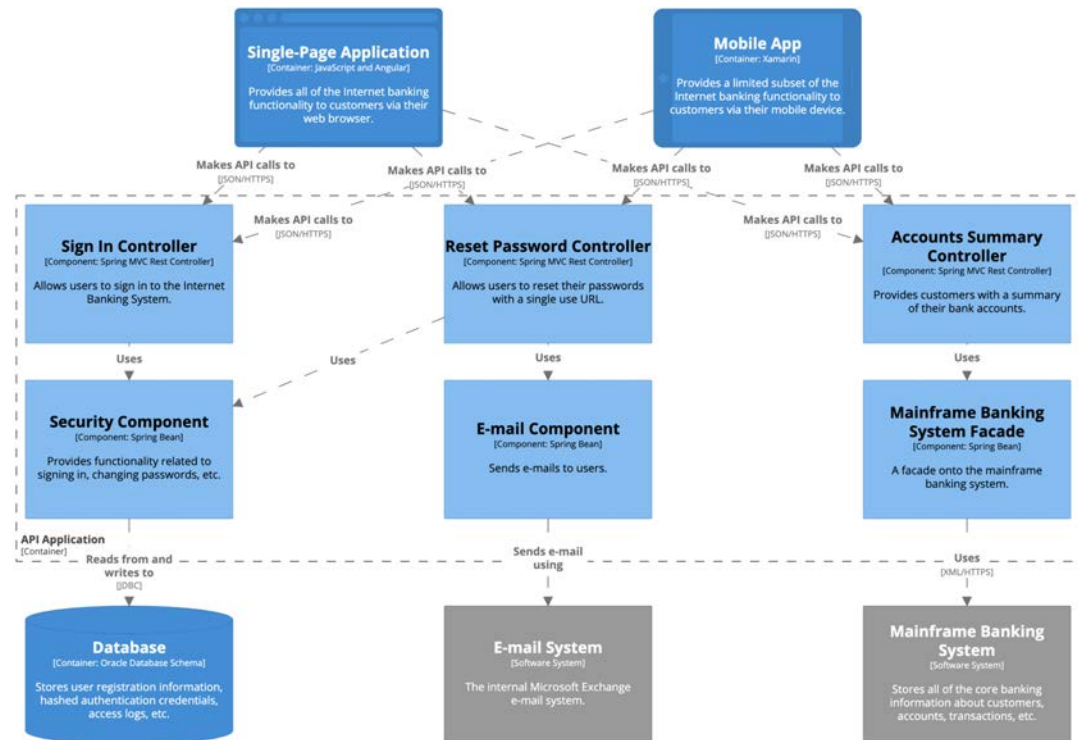 Single-Page Application
[Container: JavaScript and Angular]
Provides all of the Internet banking
functionality to customers via their
web browser.
Mobile App
[Container: Xamarin]
Provides a limited subset of the
Internet banking functionality to
customers via their mobile device.
Makes API calls to
[JSON/HTTPS]
Makes API calls to
[JSON/HTTPS]
Makes API calls to
[JSON/HTTPS]
Makes API calls to
[JSON/HTTPS]
Makes API calls to
[JSON/HTTPS]
Makes API calls to
[JSON/HTTPS]
Sign In Controller
[Component: Spring MVC Rest Controller]
Allows users to sign in to the Internet
Banking System.
Reset Password Controller
[Component: Spring MVC Rest Controller]
Allows users to reset their passwords
with a single use URL.
Accounts Summary
Controller
[Component: Spring MVC Rest Controller]
Provides customers with a summary
of their bank accounts.
Uses
Uses
Uses
Uses
Security Component
[Component: Spring Bean]
Provides functionality related to
signing in, changing passwords, etc.
E-mail Component
[Component: Spring Bean]
Sends e-mails to users.
Mainframe Banking
System Facade
[Component: Spring Bean]
A facade onto the mainframe
banking system.
API Application
[Container]
Reads from and
writes to
[JDBC]
Sends e-mail
using
Uses
[XML/HTTPS]
Database
[Container: Oracle Database Schema]
Stores user registration information,
hashed authentication credentials,
access logs, etc.
E-mail System
[Software System]
The internal Microsoft Exchange
e-mail system.
Mainframe Banking
System
[Software System]
Stores all of the core banking
information about customers,
accounts, transactions, etc.